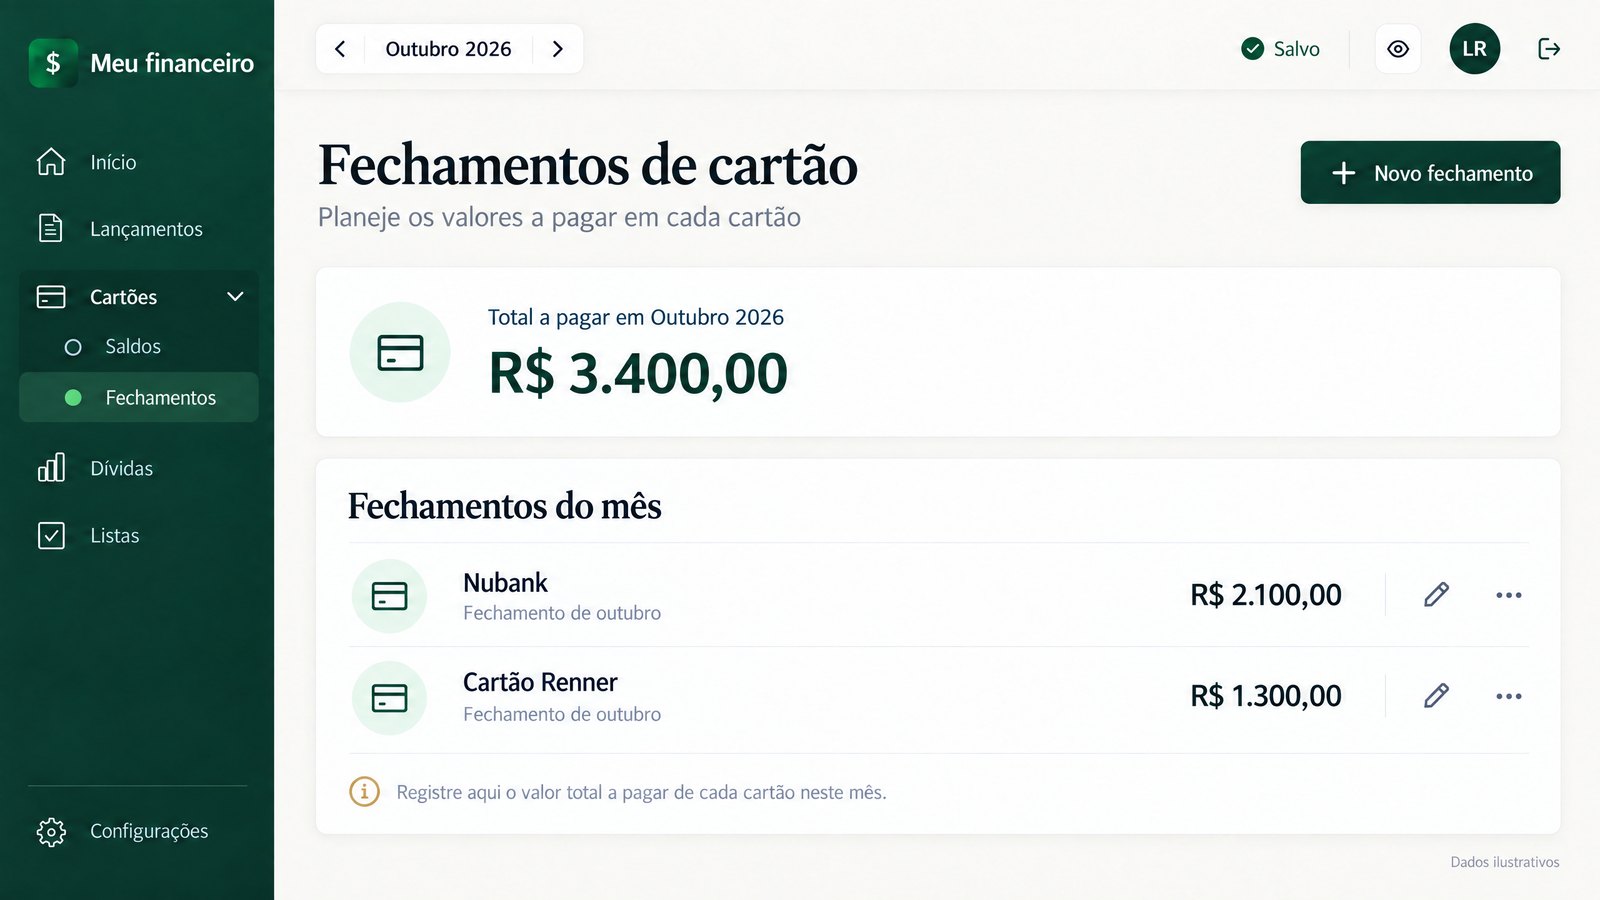 $ Meu financeiro
Início
Lançamentos
Cartões
Saldos
Fechamentos
Dívidas
Listas
Configurações
Outubro 2026
Salvo
LR
Fechamentos de cartão
Planeje os valores a pagar em cada cartão
Novo fechamento
Total a pagar em Outubro 2026
R$ 3.400,00
Fechamentos do mês
Nubank
Fechamento de outubro
R$ 2.100,00
Cartão Renner
Fechamento de outubro
R$ 1.300,00
Registre aqui o valor total a pagar de cada cartão neste mês.
Dados ilustrativos